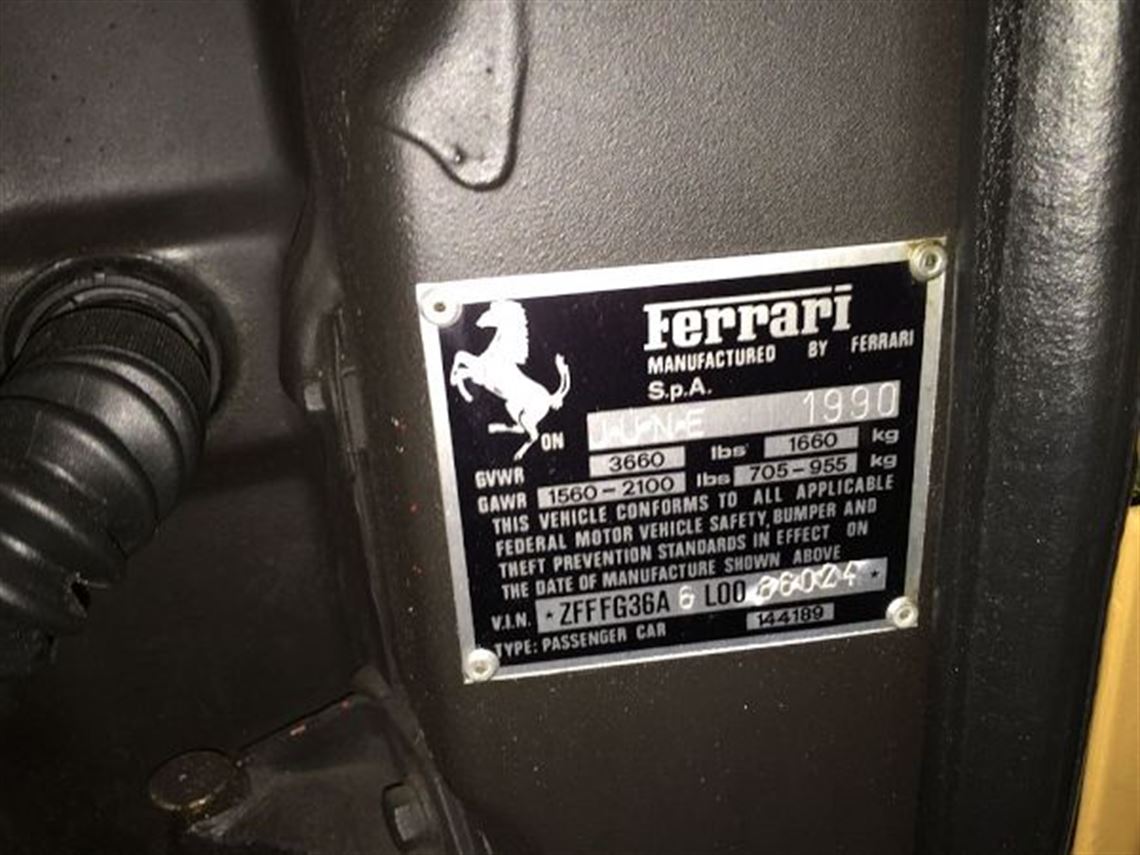 Ferrari
MANUFACTURED BY FERRARI
S.p.A.
ON J-U-N-E 1990
GVWR 3660 lbs 1660 kg
GAWR 1560-2100 lbs 705-955 kg
THIS VEHICLE CONFORMS TO ALL APPLICABLE
FEDERAL MOTOR VEHICLE SAFETY, BUMPER AND
THEFT PREVENTION STANDARDS IN EFFECT ON
THE DATE OF MANUFACTURE SHOWN ABOVE
V.I.N. *ZFFFG36A 6 L00 86024 *
TYPE: PASSENGER CAR 144189